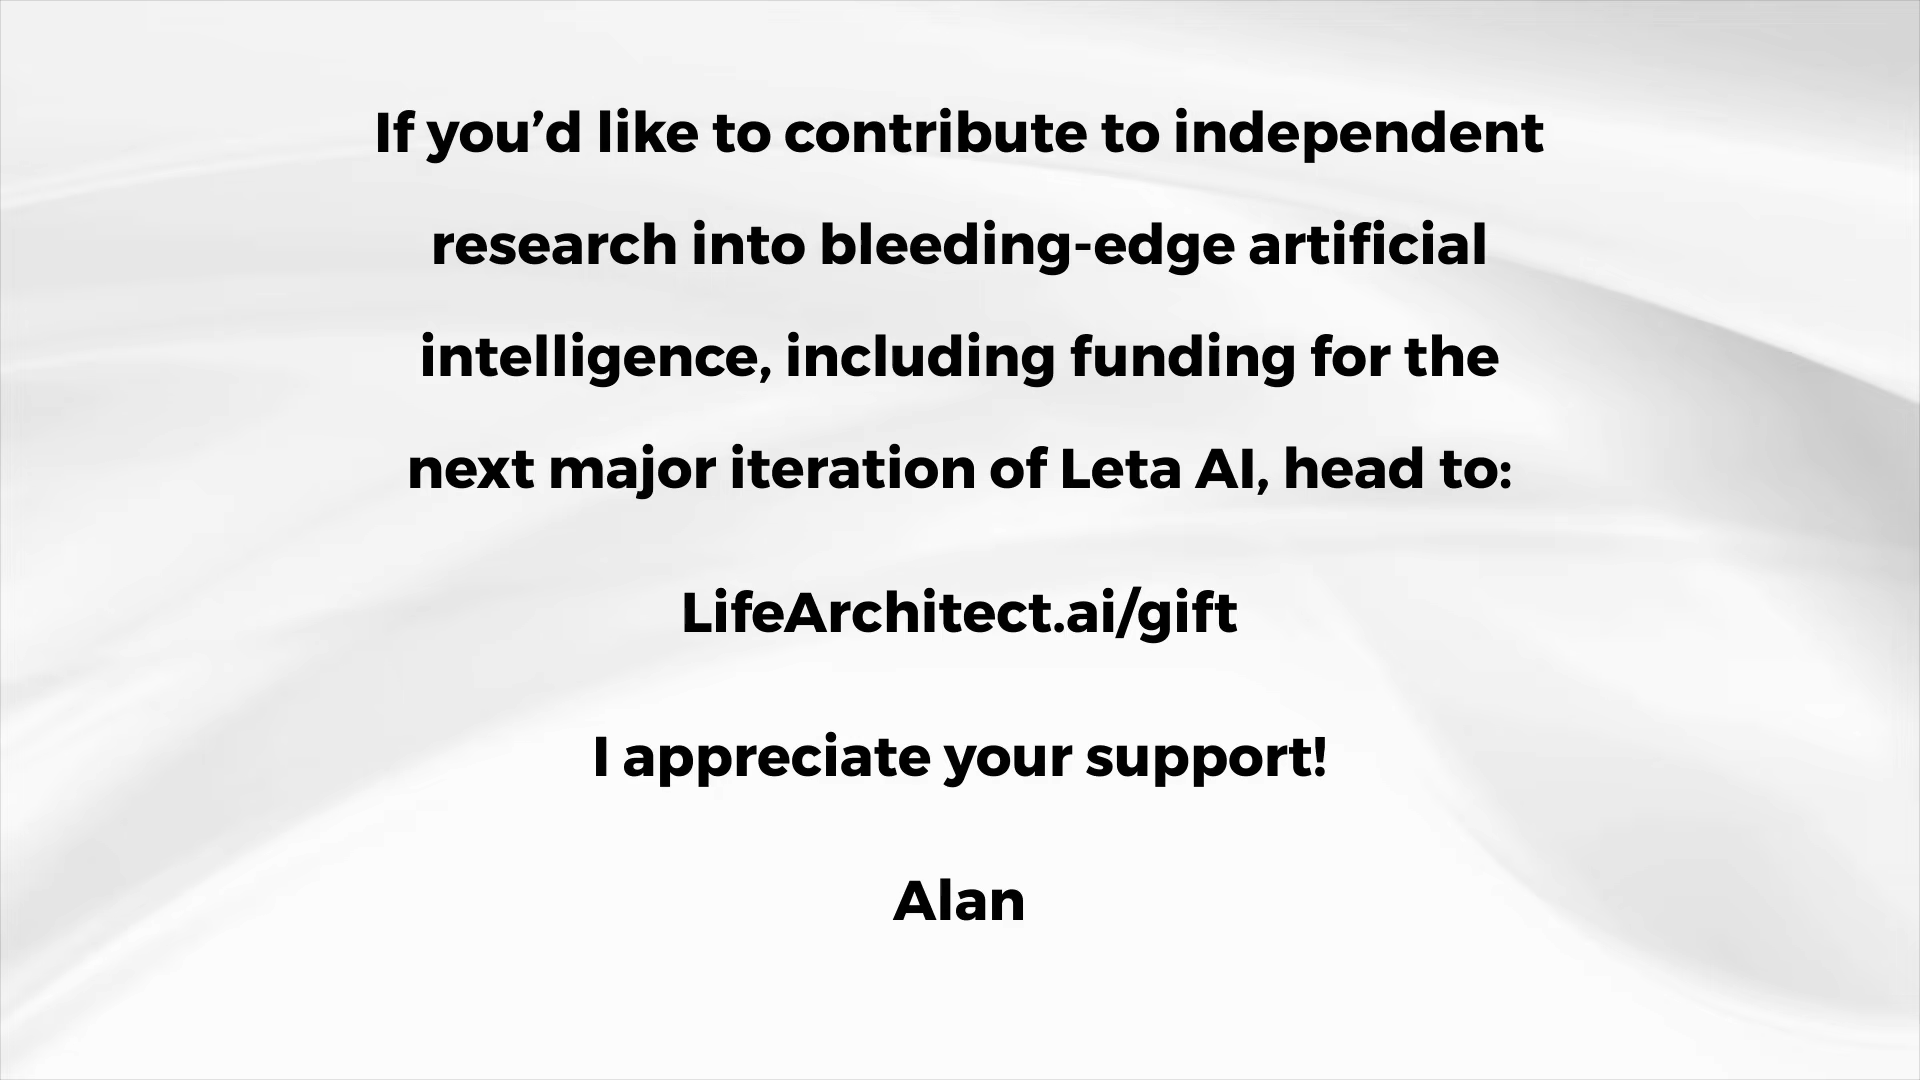 If you’d like to contribute to independent
research into bleeding-edge artificial
intelligence, including funding for the
next major iteration of Leta AI, head to:
LifeArchitect.ai/gift
I appreciate your support!
Alan